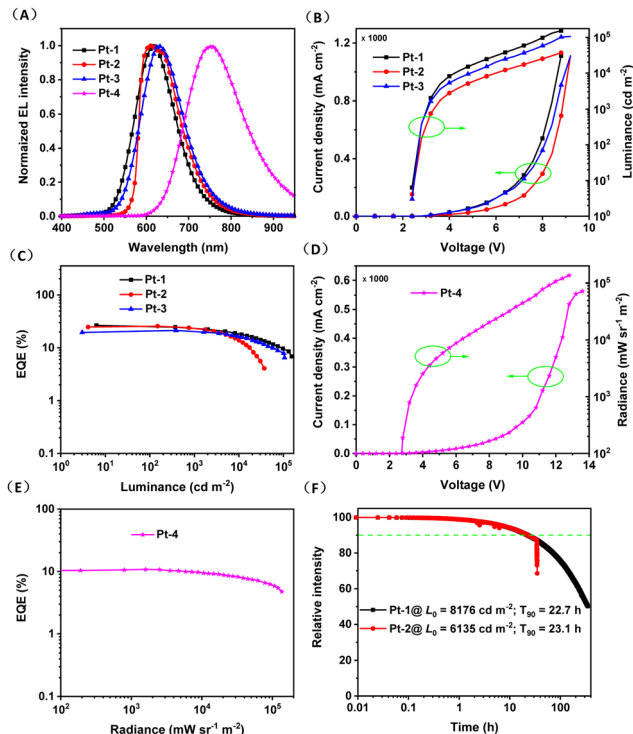 (A)
Normaized EL intensity
1.0
0.8
0.6
0.4
0.2
0.0
Pt-1
Pt-2
Pt-3
Pt-4
400 500 600 700 800 900
Wavelength (nm)
(B)
x 1000
Current density (mA cm-2)
1.2
0.8
0.4
0.0
Pt-1
Pt-2
Pt-3
10^5
10^4
10^3
10^2
10^1
10^0
Luminance (cd m-2)
0 2 4 6 8 10
Voltage (V)
(C)
EQE (%)
100
10
1
0.1
Pt-1
Pt-2
Pt-3
10^0 10^1 10^2 10^3 10^4 10^5
Luminance (cd m-2)
(D)
x 1000
Current density (mA cm-2)
0.6
0.5
0.4
0.3
0.2
0.1
0.0
Pt-4
10^5
10^4
10^3
10^2
Radiance (mW sr-1 m-2)
0 2 4 6 8 10 12 14
Voltage (V)
(E)
EQE (%)
100
10
1
0.1
Pt-4
10^2 10^3 10^4 10^5
Radiance (mW sr-1 m-2)
(F)
Relative intensity
100
80
60
40
20
0
Pt-1@ L0 = 8176 cd m-2; T90 = 22.7 h
Pt-2@ L0 = 6135 cd m-2; T90 = 23.1 h
0.01 0.1 1 10 100
Time (h)